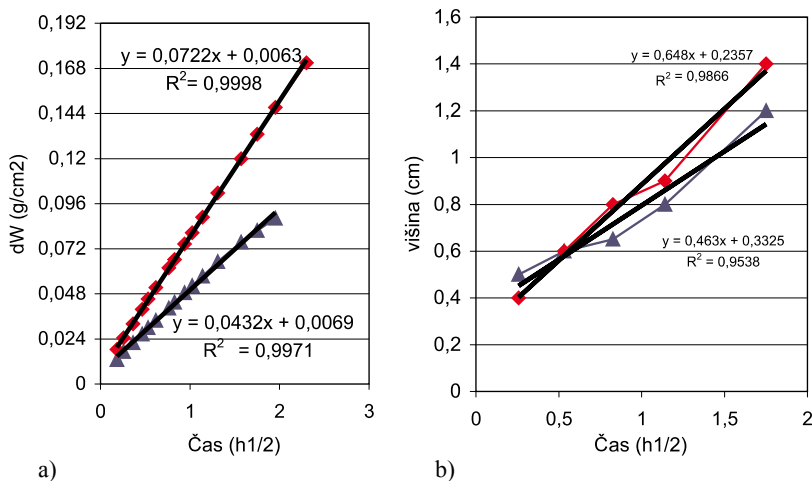 0,192
0,168
0,144
0,12
0,096
0,072
0,048
0,024
0
dW (g/cm2)
y = 0,0722x + 0,0063
R2= 0,9998
y = 0,0432x + 0,0069
R2 = 0,9971
0 1 2 3
Čas (h1/2)
a)
1,6
1,4
1,2
1
0,8
0,6
0,4
0,2
0
višina (cm)
y = 0,648x + 0,2357
R2 = 0,9866
y = 0,463x + 0,3325
R2 = 0,9538
0 0,5 1 1,5 2
Čas (h1/2)
b)